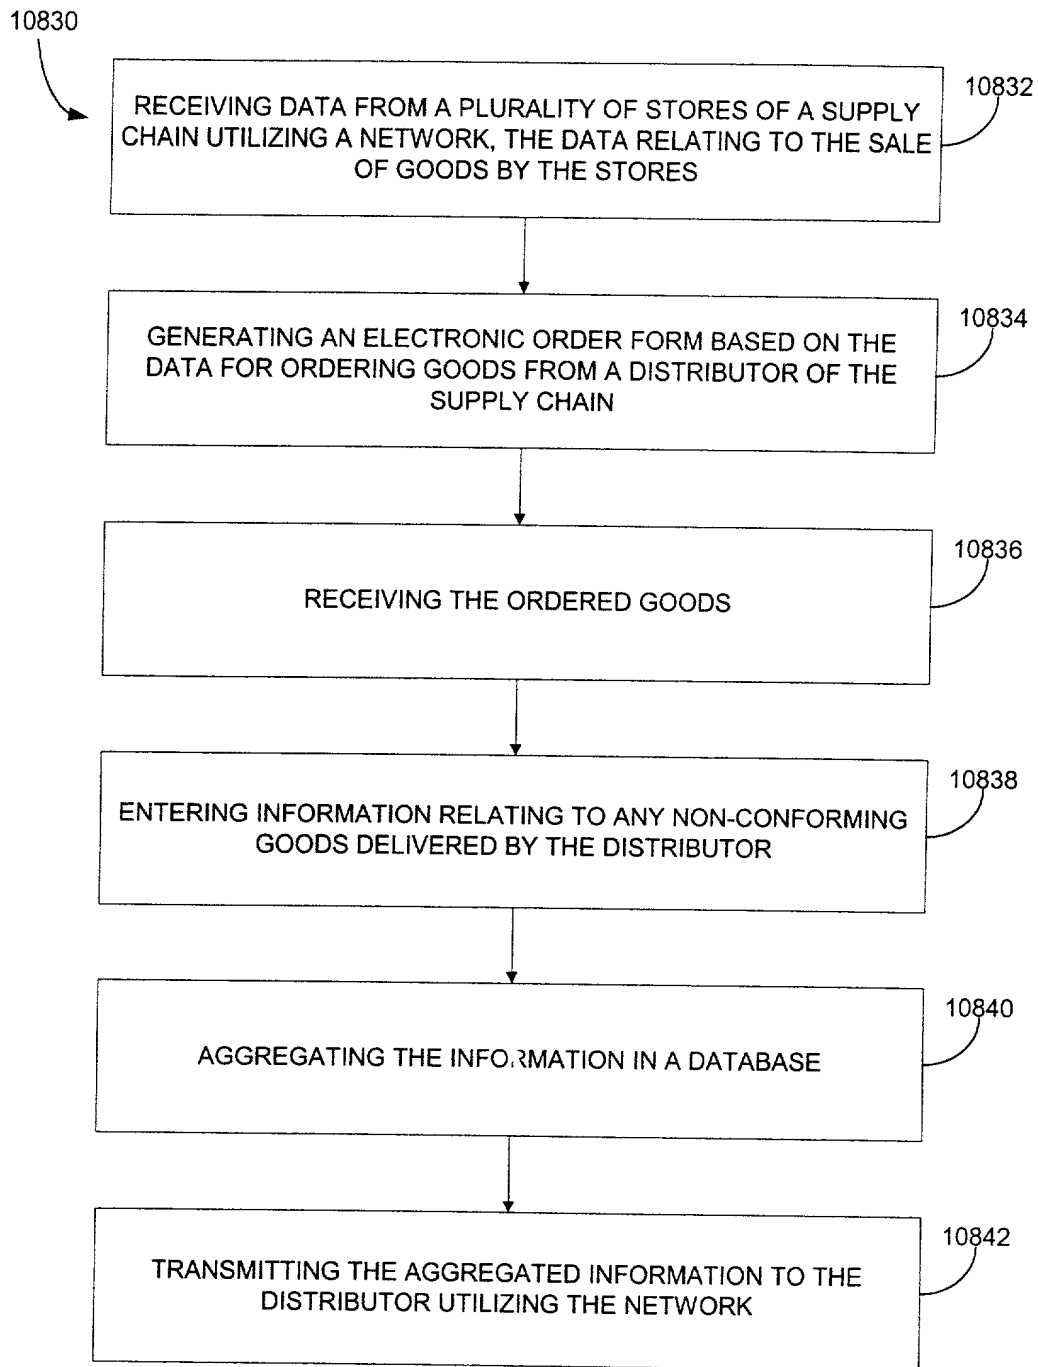 10830
10832
RECEIVING DATA FROM A PLURALITY OF STORES OF A SUPPLY
CHAIN UTILIZING A NETWORK, THE DATA RELATING TO THE SALE
OF GOODS BY THE STORES
10834
GENERATING AN ELECTRONIC ORDER FORM BASED ON THE
DATA FOR ORDERING GOODS FROM A DISTRIBUTOR OF THE
SUPPLY CHAIN
10836
RECEIVING THE ORDERED GOODS
10838
ENTERING INFORMATION RELATING TO ANY NON-CONFORMING
GOODS DELIVERED BY THE DISTRIBUTOR
10840
AGGREGATING THE INFORMATION IN A DATABASE
10842
TRANSMITTING THE AGGREGATED INFORMATION TO THE
DISTRIBUTOR UTILIZING THE NETWORK